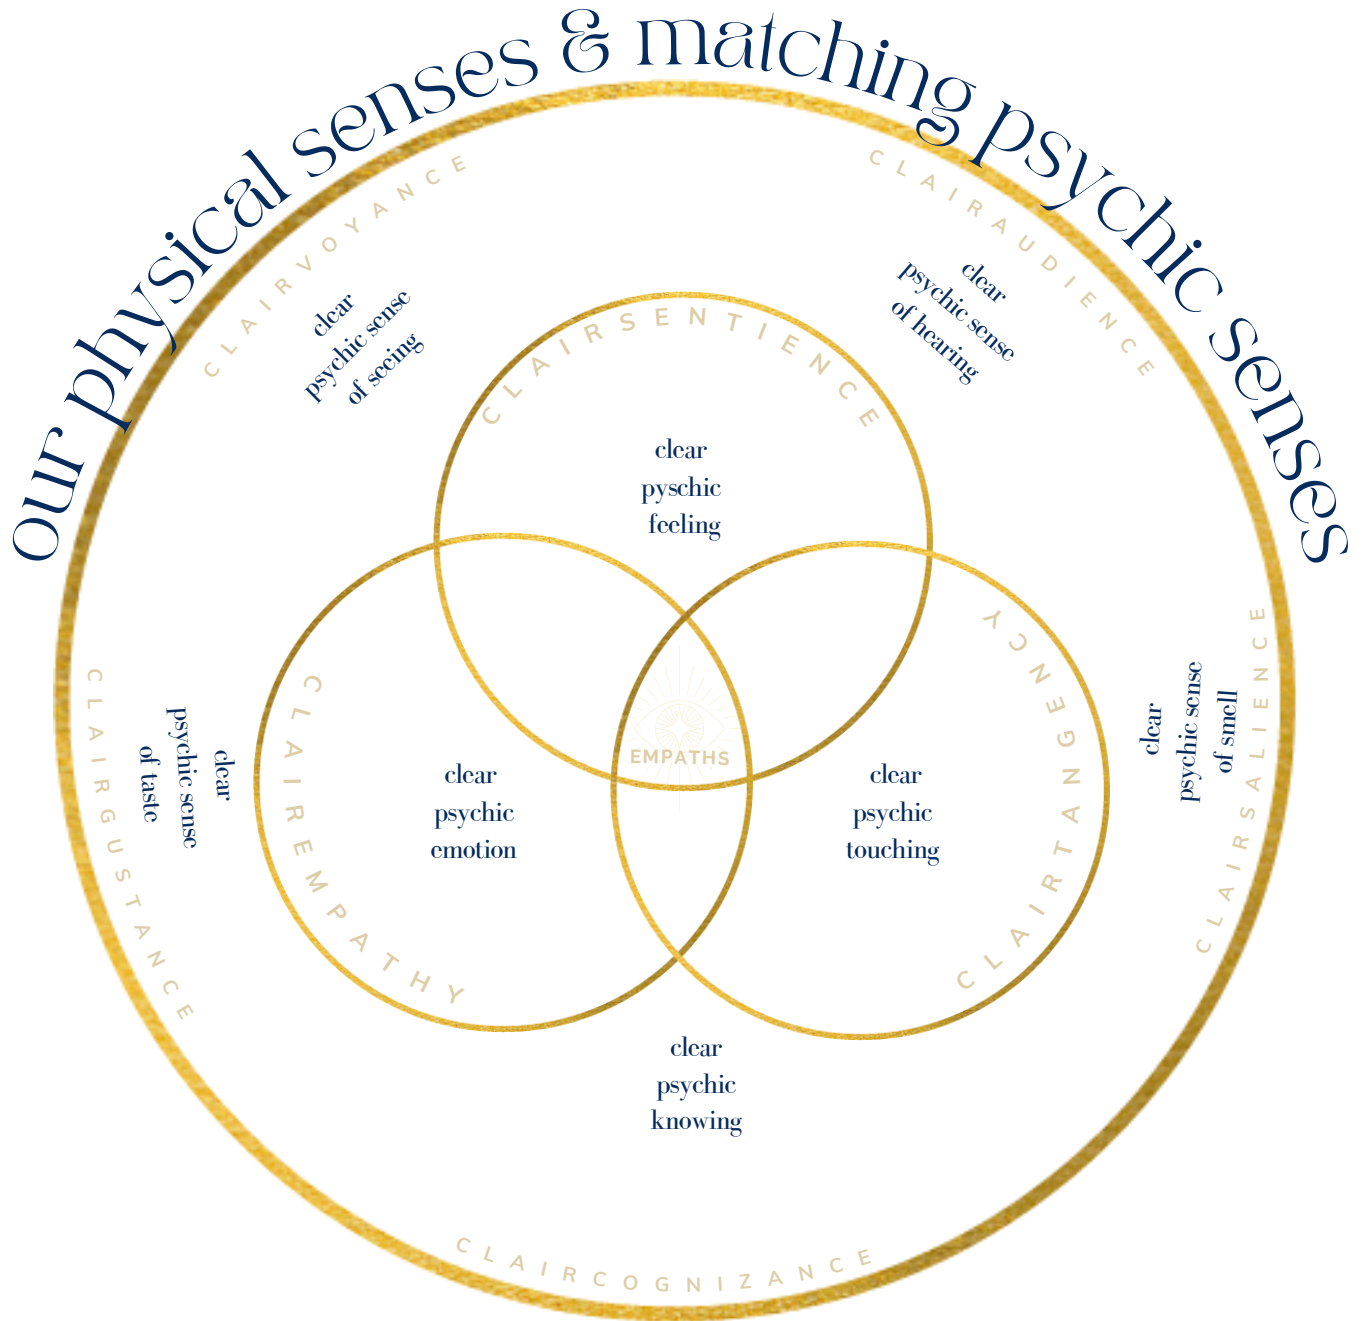 our physical senses & matching psychic senses
CLAIRVOYANCE
clear
psychic sense
of seeing
CLAIRAUDIENCE
clear
psychic sense
of hearing
CLAIRSENTIENCE
clear
pyschic
feeling
CLAIRGUSTANCE
clear
psychic sense
of taste
CLAIREMPATHY
clear
psychic
emotion
EMPATHS
clear
psychic
touching
CLAIRTANGENCY
clear
psychic sense
of smell
CLAIRSALIENCE
clear
psychic
knowing
CLAIRCOGNIZANCE